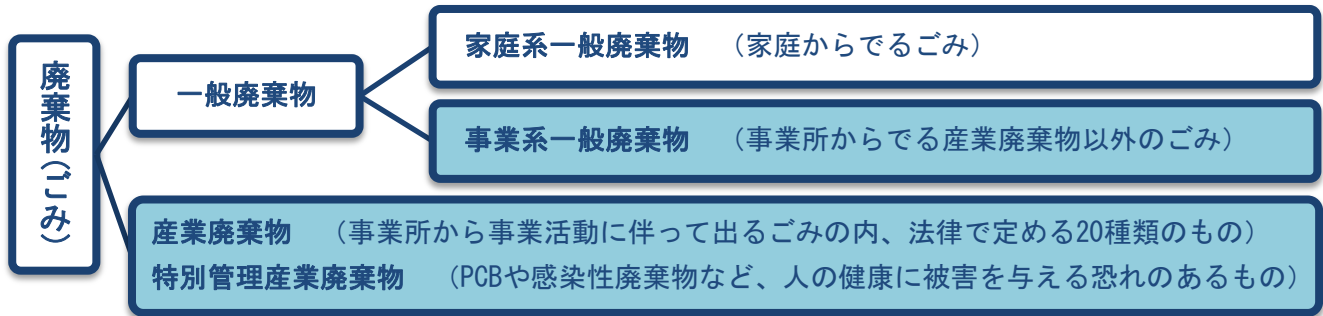 廃棄物(ごみ)
一般廃棄物
家庭系一般廃棄物 (家庭からでるごみ)
事業系一般廃棄物 (事業所からでる産業廃棄物以外のごみ)
産業廃棄物 (事業所から事業活動に伴って出るごみの内、法律で定める20種類のもの)
特別管理産業廃棄物 (PCBや感染性廃棄物など、人の健康に被害を与える恐れのあるもの)